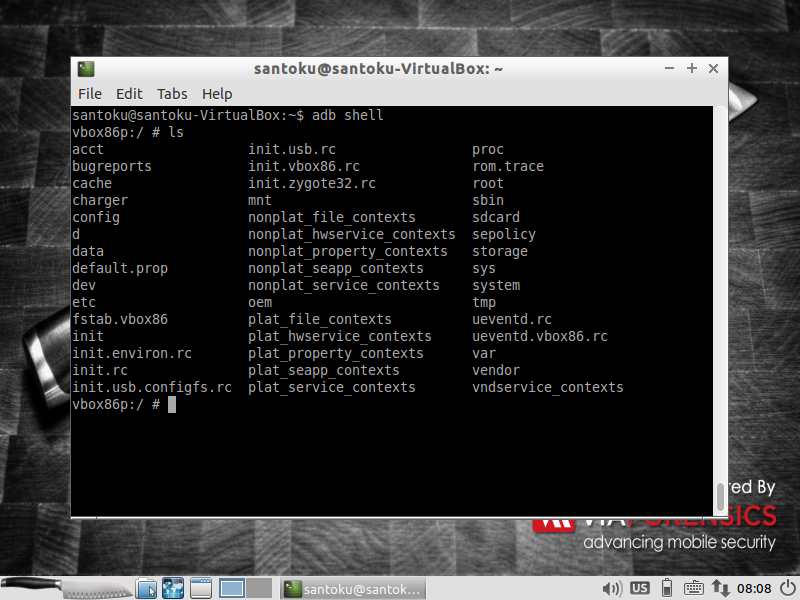 santoku@santoku-VirtualBox: ~
File Edit Tabs Help
santoku@santoku-VirtualBox:~$ adb shell
vbox86p:/ # ls
acct init.usb.rc proc
bugreports init.vbox86.rc rom.trace
cache init.zygote32.rc root
charger mnt sbin
config nonplat_file_contexts sdcard
d nonplat_hwservice_contexts sepolicy
data nonplat_property_contexts storage
default.prop nonplat_seapp_contexts sys
dev nonplat_service_contexts system
etc oem tmp
fstab.vbox86 plat_file_contexts ueventd.rc
init plat_hwservice_contexts ueventd.vbox86.rc
init.environ.rc plat_property_contexts var
init.rc plat_seapp_contexts vendor
init.usb.configfs.rc plat_service_contexts vndservice_contexts
vbox86p:/ #
red By
VIAFORENSICS
advancing mobile security
santoku@santok...
US
08:08